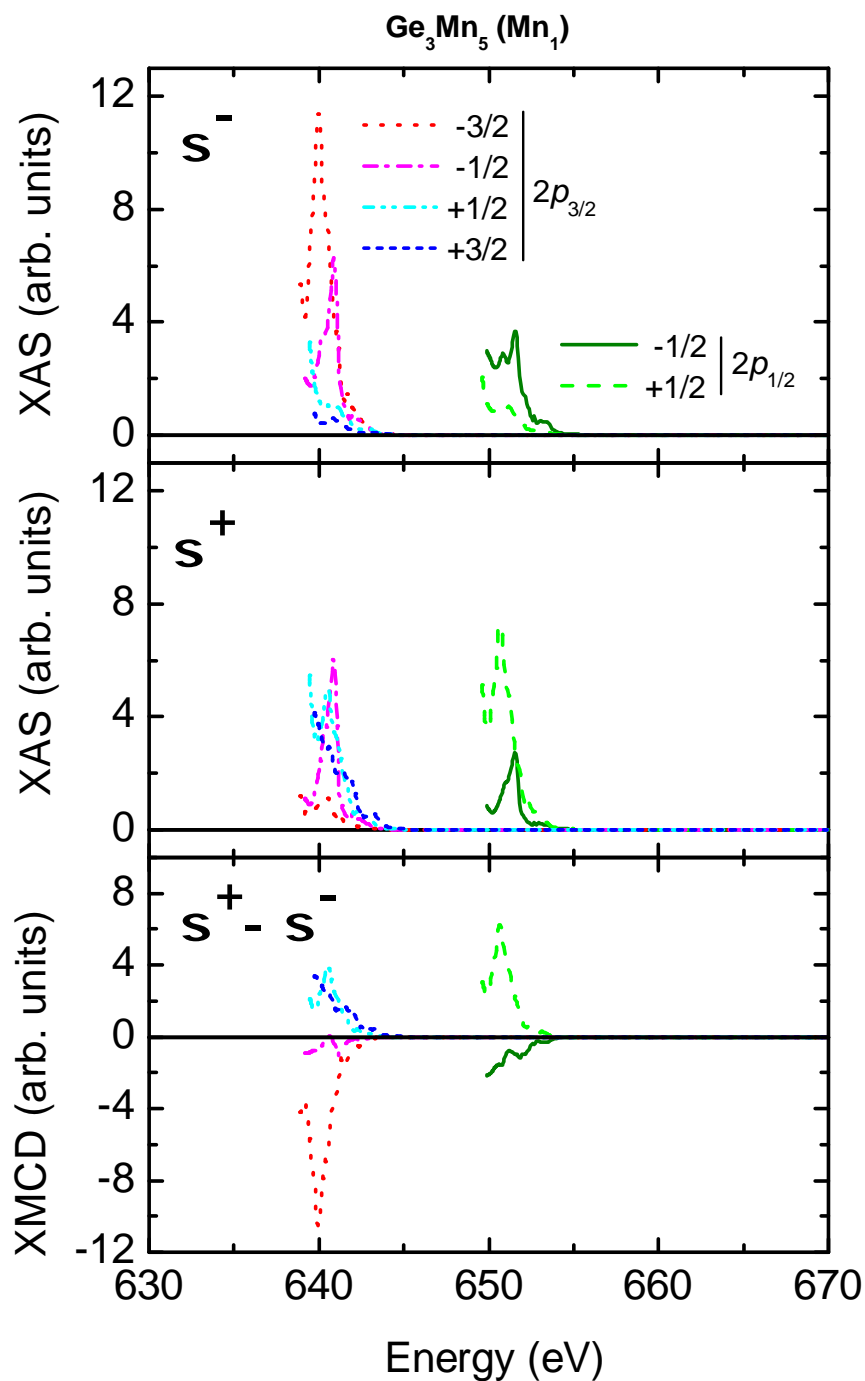 Ge₃Mn₅ (Mn₁)
12
8
4
0
XAS (arb. units)
s⁻
-3/2
-1/2
+1/2
+3/2
2p₃/₂
-1/2
+1/2
2p₁/₂
12
8
4
0
XAS (arb. units)
s⁺
8
4
0
-4
-8
-12
XMCD (arb. units)
s⁺- s⁻
630 640 650 660 670
Energy (eV)